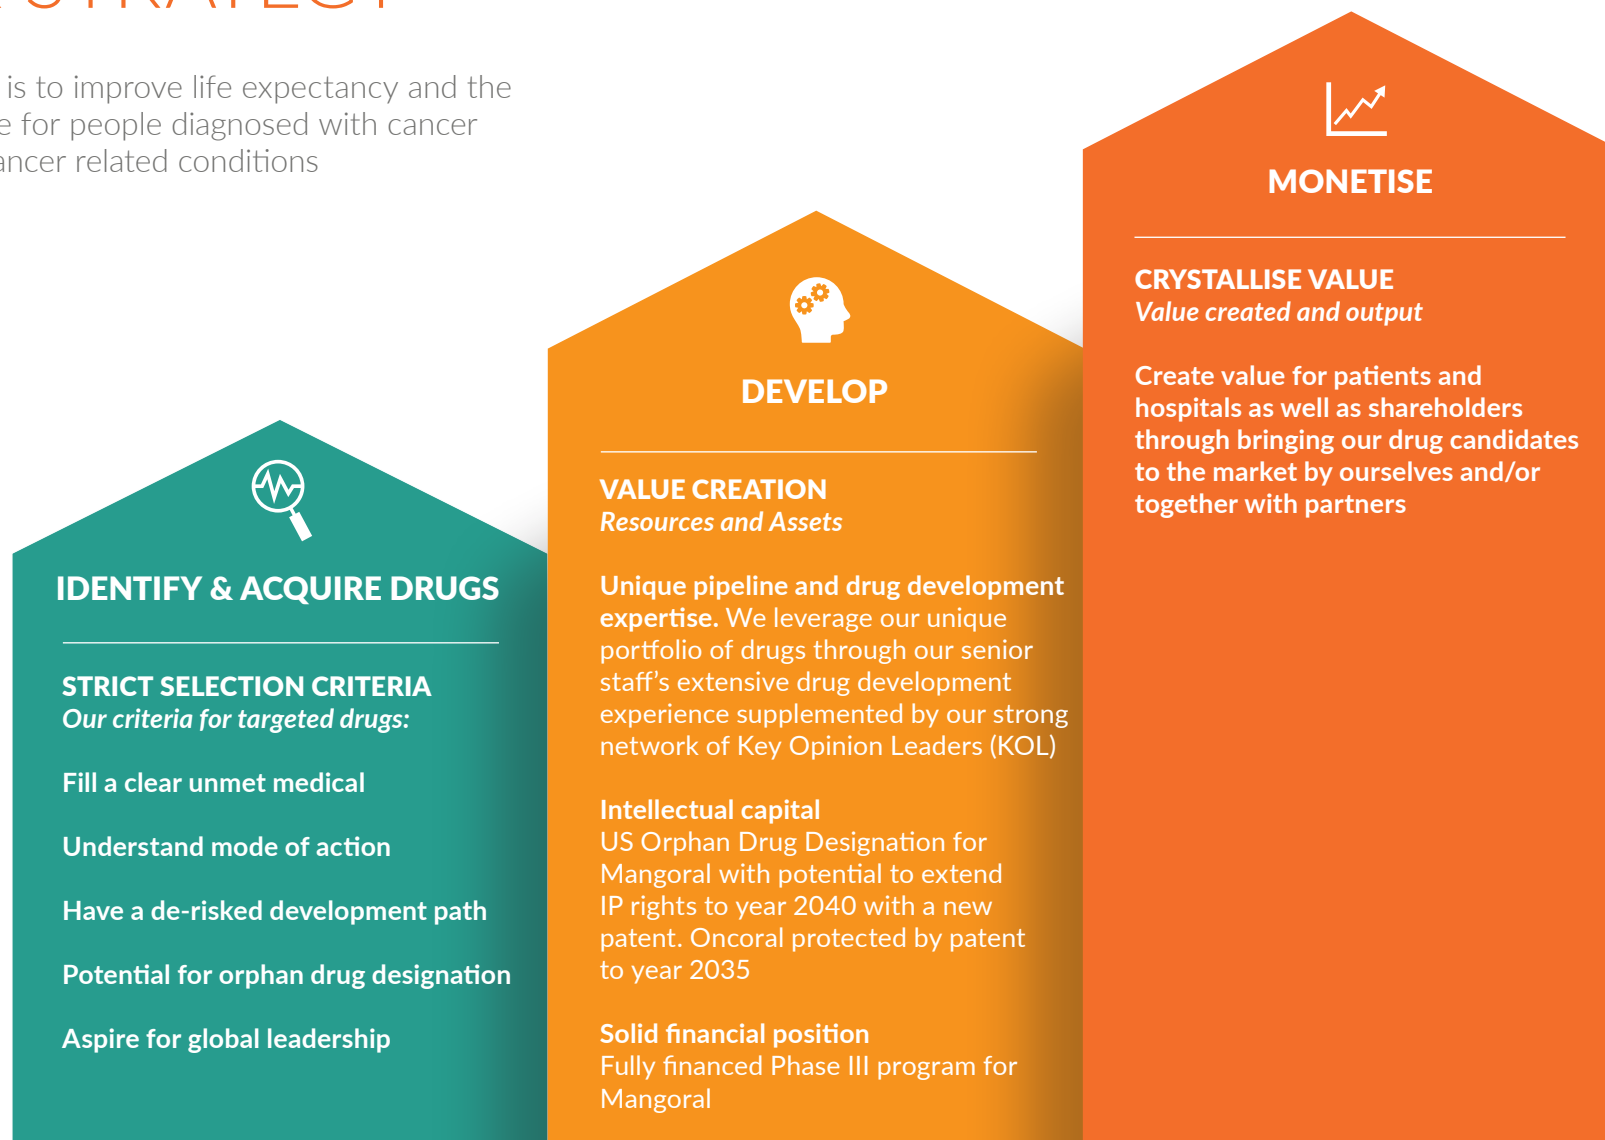 STRATEGY
is to improve life expectancy and the
for people diagnosed with cancer
related conditions
MONETISE
CRYSTALLISE VALUE
Value created and output
Create value for patients and
hospitals as well as shareholders
through bringing our drug candidates
to the market by ourselves and/or
together with partners
DEVELOP
VALUE CREATION
Resources and Assets
Unique pipeline and drug development
expertise. We leverage our unique
portfolio of drugs through our senior
staff's extensive drug development
experience supplemented by our strong
network of Key Opinion Leaders (KOL)
Intellectual capital
US Orphan Drug Designation for
Mangoral with potential to extend
IP rights to year 2040 with a new
patent. Oncoral protected by patent
to year 2035
Solid financial position
Fully financed Phase III program for
Mangoral
IDENTIFY & ACQUIRE DRUGS
STRICT SELECTION CRITERIA
Our criteria for targeted drugs:
Fill a clear unmet medical
Understand mode of action
Have a de-risked development path
Potential for orphan drug designation
Aspire for global leadership